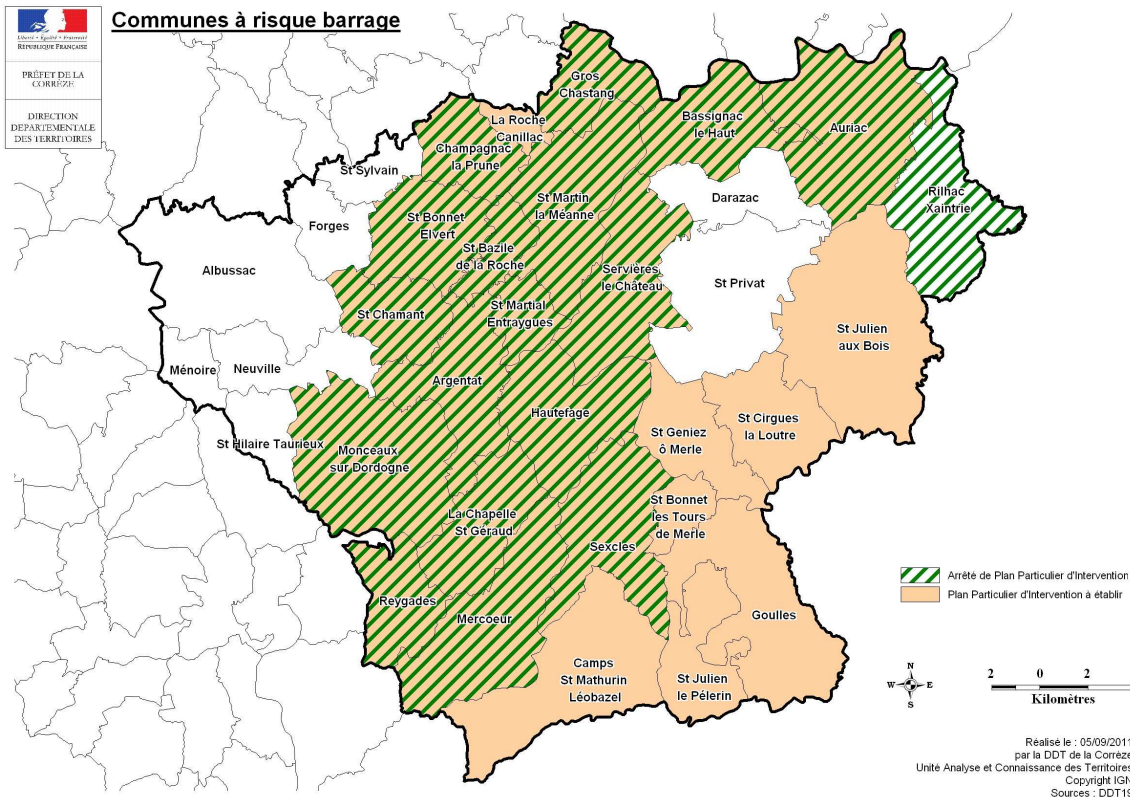 Communes à risque barrage
Liberté • Égalité • Fraternité
RÉPUBLIQUE FRANÇAISE
PRÉFET DE LA
CORRÈZE
DIRECTION
DEPARTEMENTALE
DES TERRITOIRES
Gros
Chastang
La Roche
Canillac
Bassignac
le Haut
Auriac
Champagnac
la Prune
St Sylvain
Rilhac
Xaintrie
St Martin
la Méanne
Darazac
Forges
St Bonnet
Elvert
St Bazile
de la Roche
Albussac
Servières
le Château
St Privat
St Chamant
St Martial
Entraygues
St Julien
aux Bois
Ménoire
Neuville
Argentat
Hautefage
St Cirgues
la Loutre
St Geniez
ô Merle
St Hilaire Taurieux
Monceaux
sur Dordogne
St Bonnet
les Tours
de Merle
La Chapelle
St Géraud
Sexcles
Reygades
Mercoeur
Goulles
Camps
St Mathurin
Léobazel
St Julien
le Pélerin
Arrêté de Plan Particulier d'Intervention
Plan Particulier d'Intervention à établir
N
W E
S
2 0 2
Kilomètres
Réalisé le : 05/09/2011
par la DDT de la Corrèze
Unité Analyse et Connaissance des Territoires
Copyright IGN
Sources : DDT19